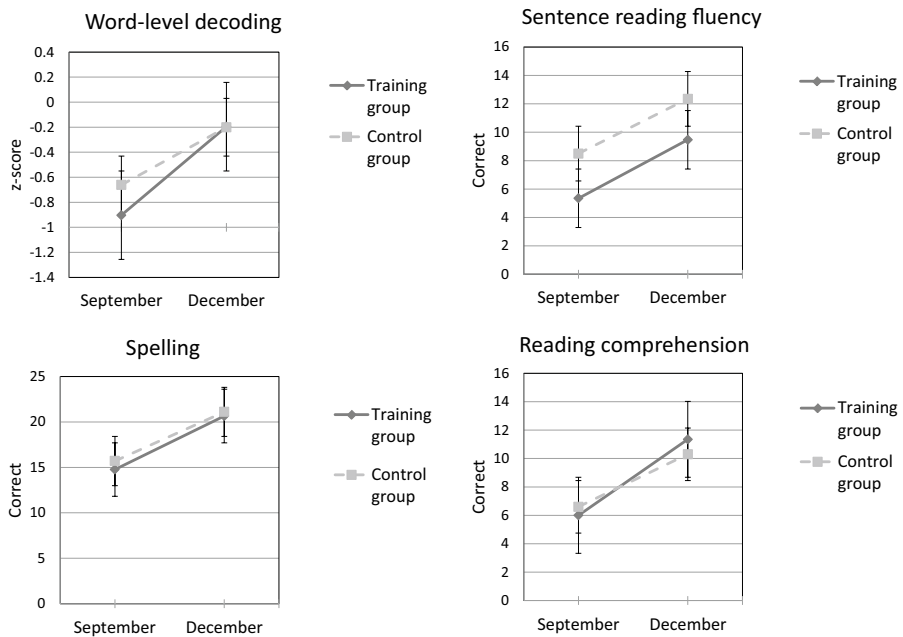 Word-level decoding
0.4
0.2
0
-0.2
-0.4
-0.6
-0.8
-1
-1.2
-1.4
z-score
September December
Training
group
Control
group
Sentence reading fluency
16
14
12
10
8
6
4
2
0
Correct
September December
Training
group
Control
group
Spelling
25
20
15
10
5
0
Correct
September December
Training
group
Control
group
Reading comprehension
16
14
12
10
8
6
4
2
0
Correct
September December
Training
group
Control
group